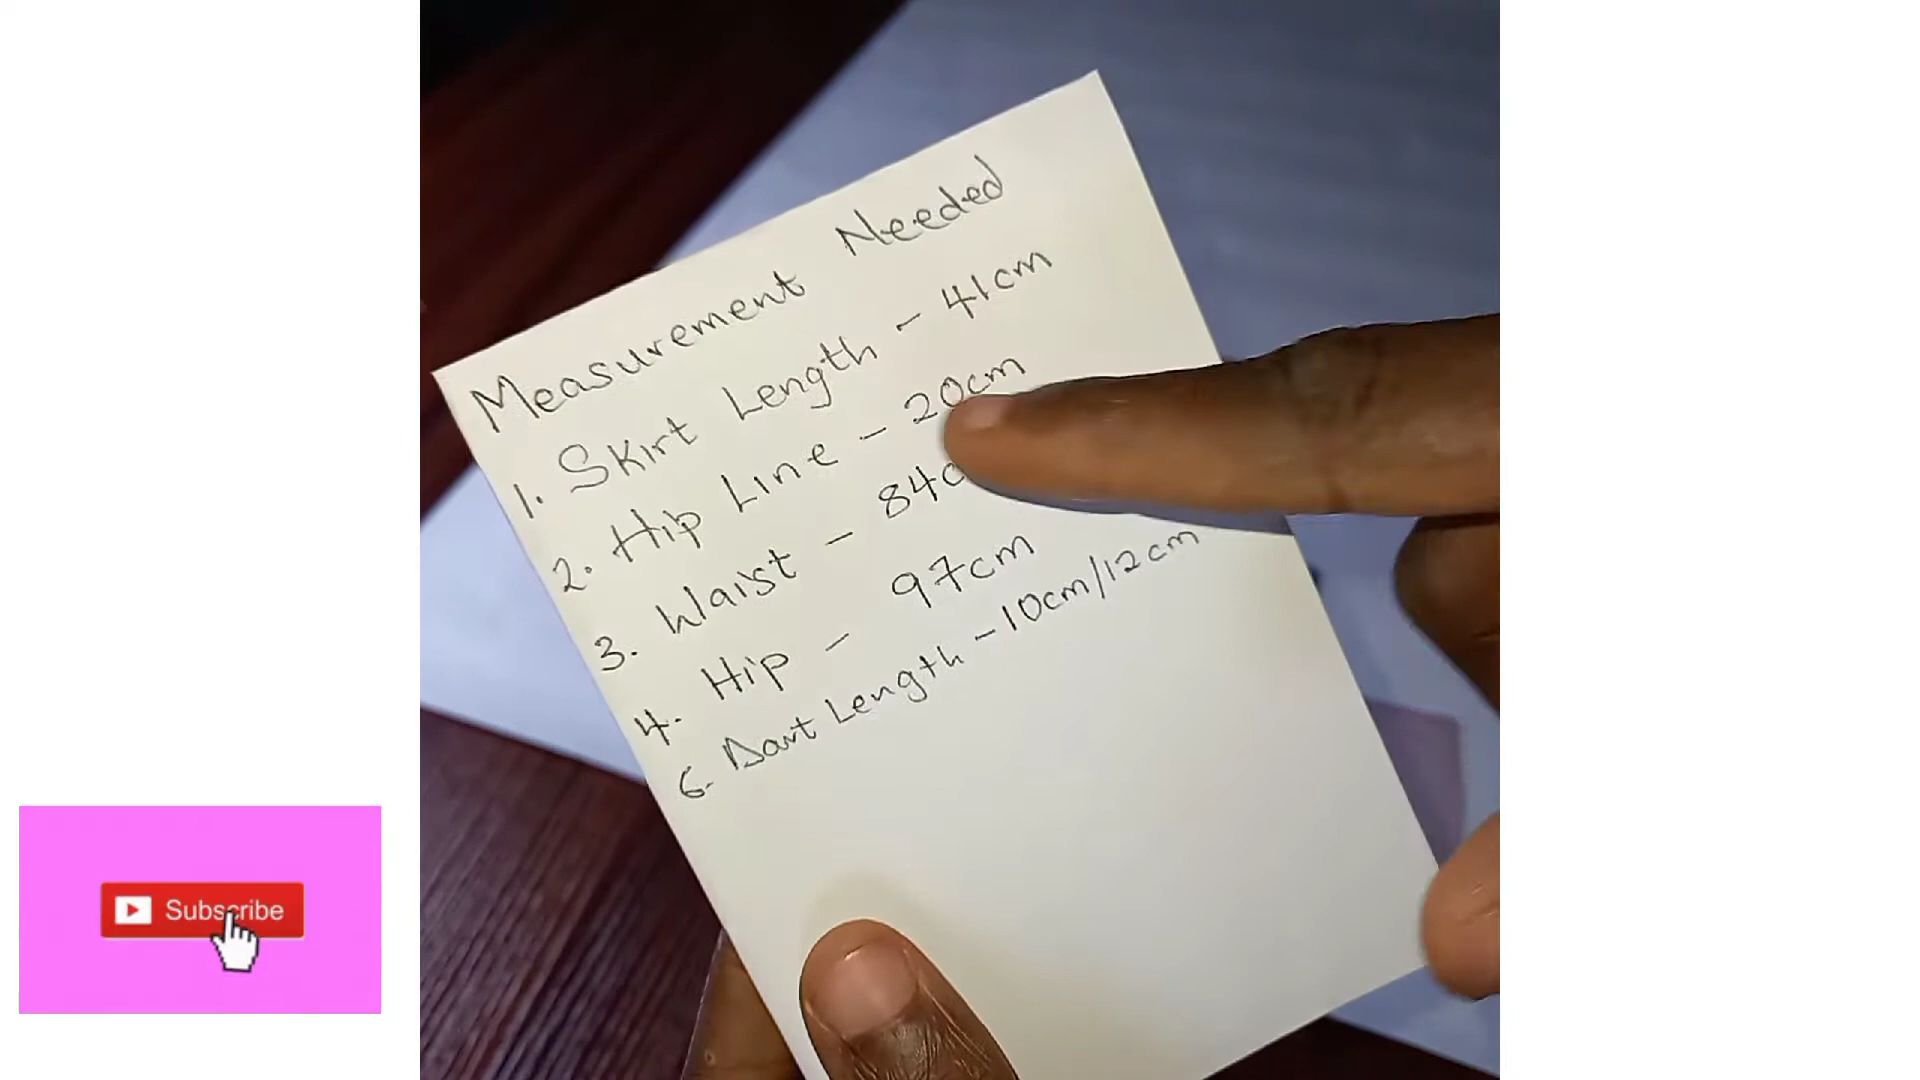 Measurement Needed
1. Skirt Length - 41cm
2. Hip Line - 20cm
3. Waist - 84c
4. Hip - 97cm
6. Dart Length - 10cm/12cm
Subscribe